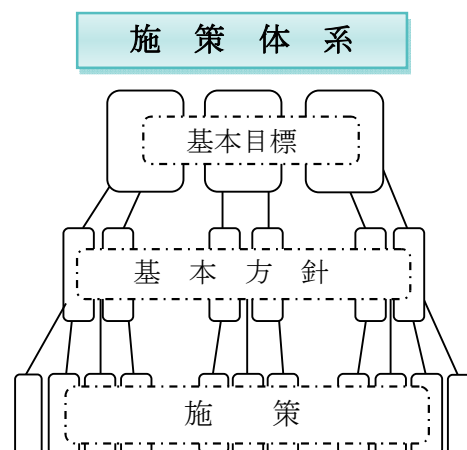 施 策 体 系
基本目標
基 本 方 針
施 策